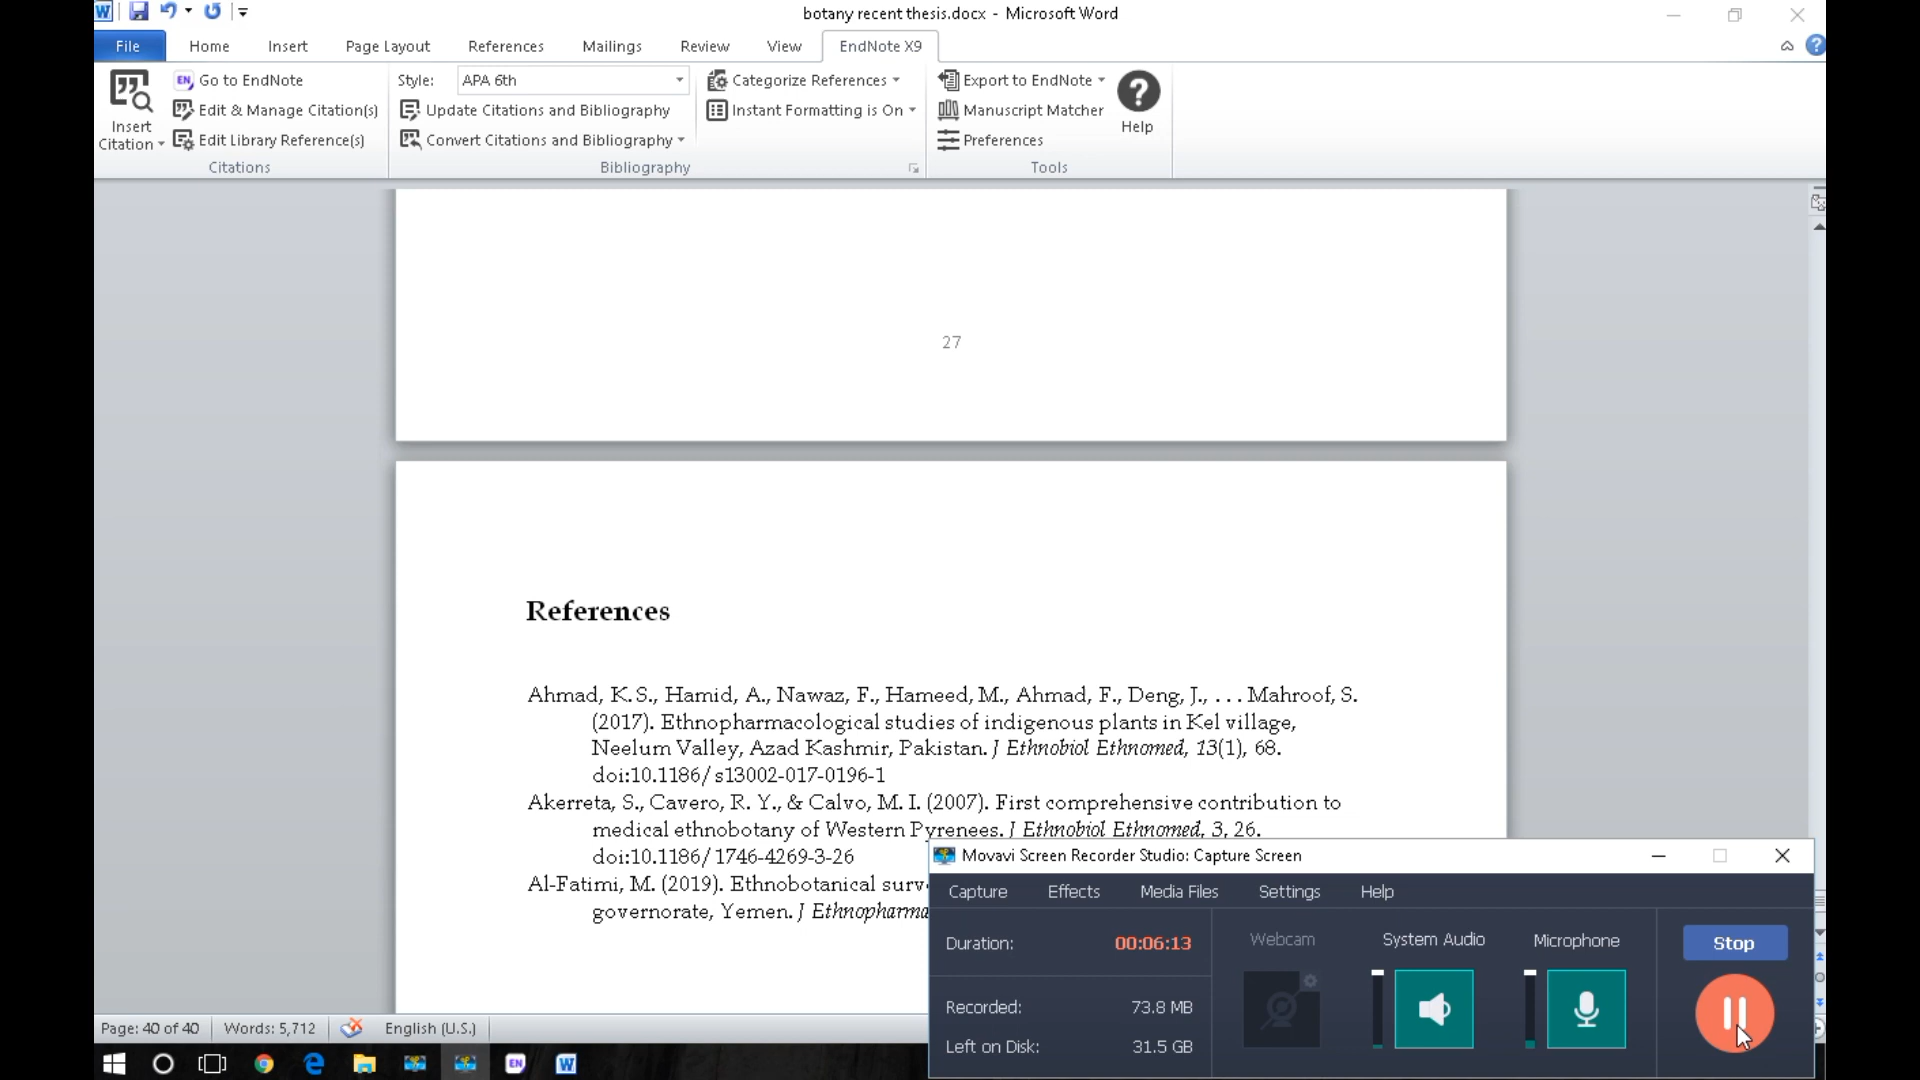 botany recent thesis.docx - Microsoft Word
File Home Insert Page Layout References Mailings Review View EndNote X9
Insert Citation
Go to EndNote
Edit & Manage Citation(s)
Edit Library Reference(s)
Citations
Style: APA 6th
Update Citations and Bibliography
Convert Citations and Bibliography
Categorize References
Instant Formatting is On
Bibliography
Export to EndNote
Manuscript Matcher
Preferences
Help
Tools
27
References
Ahmad, K. S., Hamid, A., Nawaz, F., Hameed, M., Ahmad, F., Deng, J., . . . Mahroof, S.
(2017). Ethnopharmacological studies of indigenous plants in Kel village,
Neelum Valley, Azad Kashmir, Pakistan. J Ethnobiol Ethnomed, 13(1), 68.
doi:10.1186/s13002-017-0196-1
Akerreta, S., Cavero, R. Y., & Calvo, M. I. (2007). First comprehensive contribution to
medical ethnobotany of Western Pyrenees. J Ethnobiol Ethnomed, 3, 26.
doi:10.1186/1746-4269-3-26
Al-Fatimi, M. (2019). Ethnobotanical surv
governorate, Yemen. J Ethnopharma
Movavi Screen Recorder Studio: Capture Screen
Capture Effects Media Files Settings Help
Duration: 00:06:13
Webcam System Audio Microphone
Stop
Recorded: 73.8 MB
Left on Disk: 31.5 GB
Page: 40 of 40 Words: 5,712 English (U.S.)